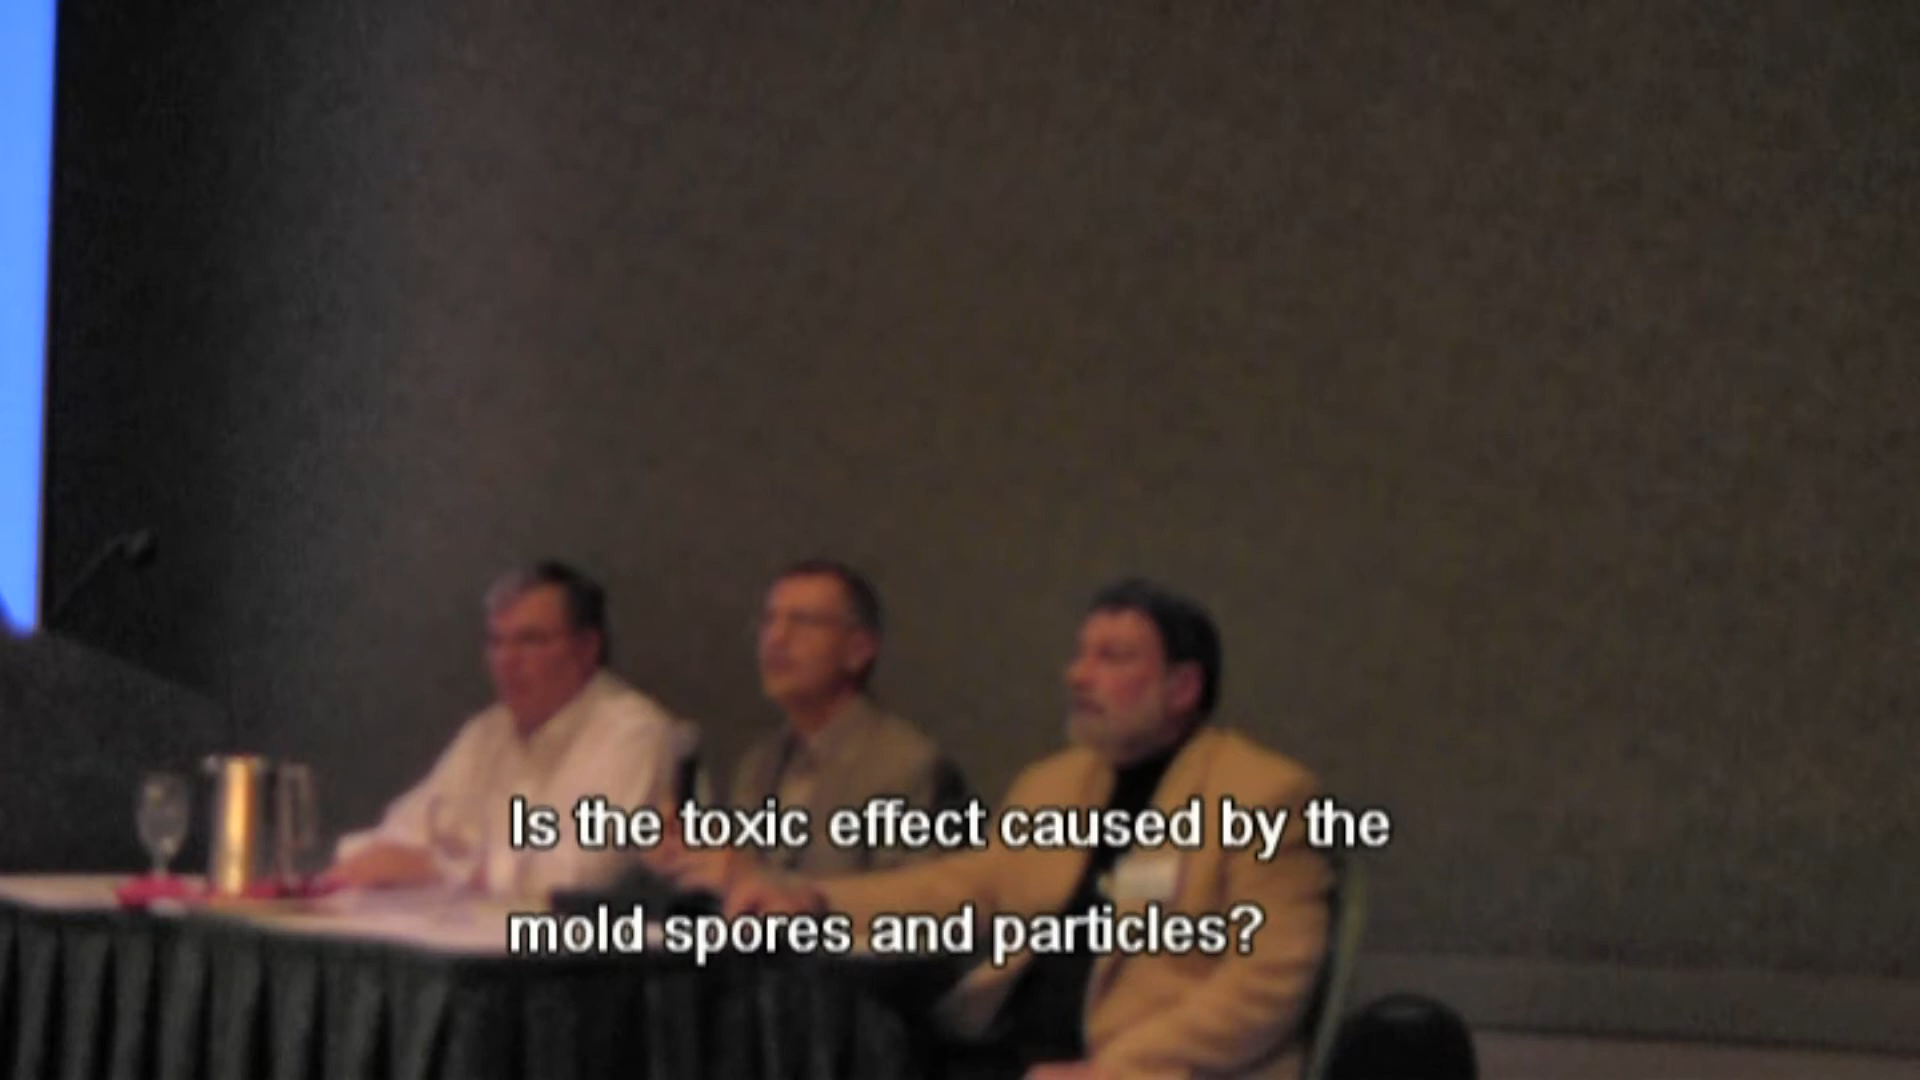 Is the toxic effect caused by the
mold spores and particles?